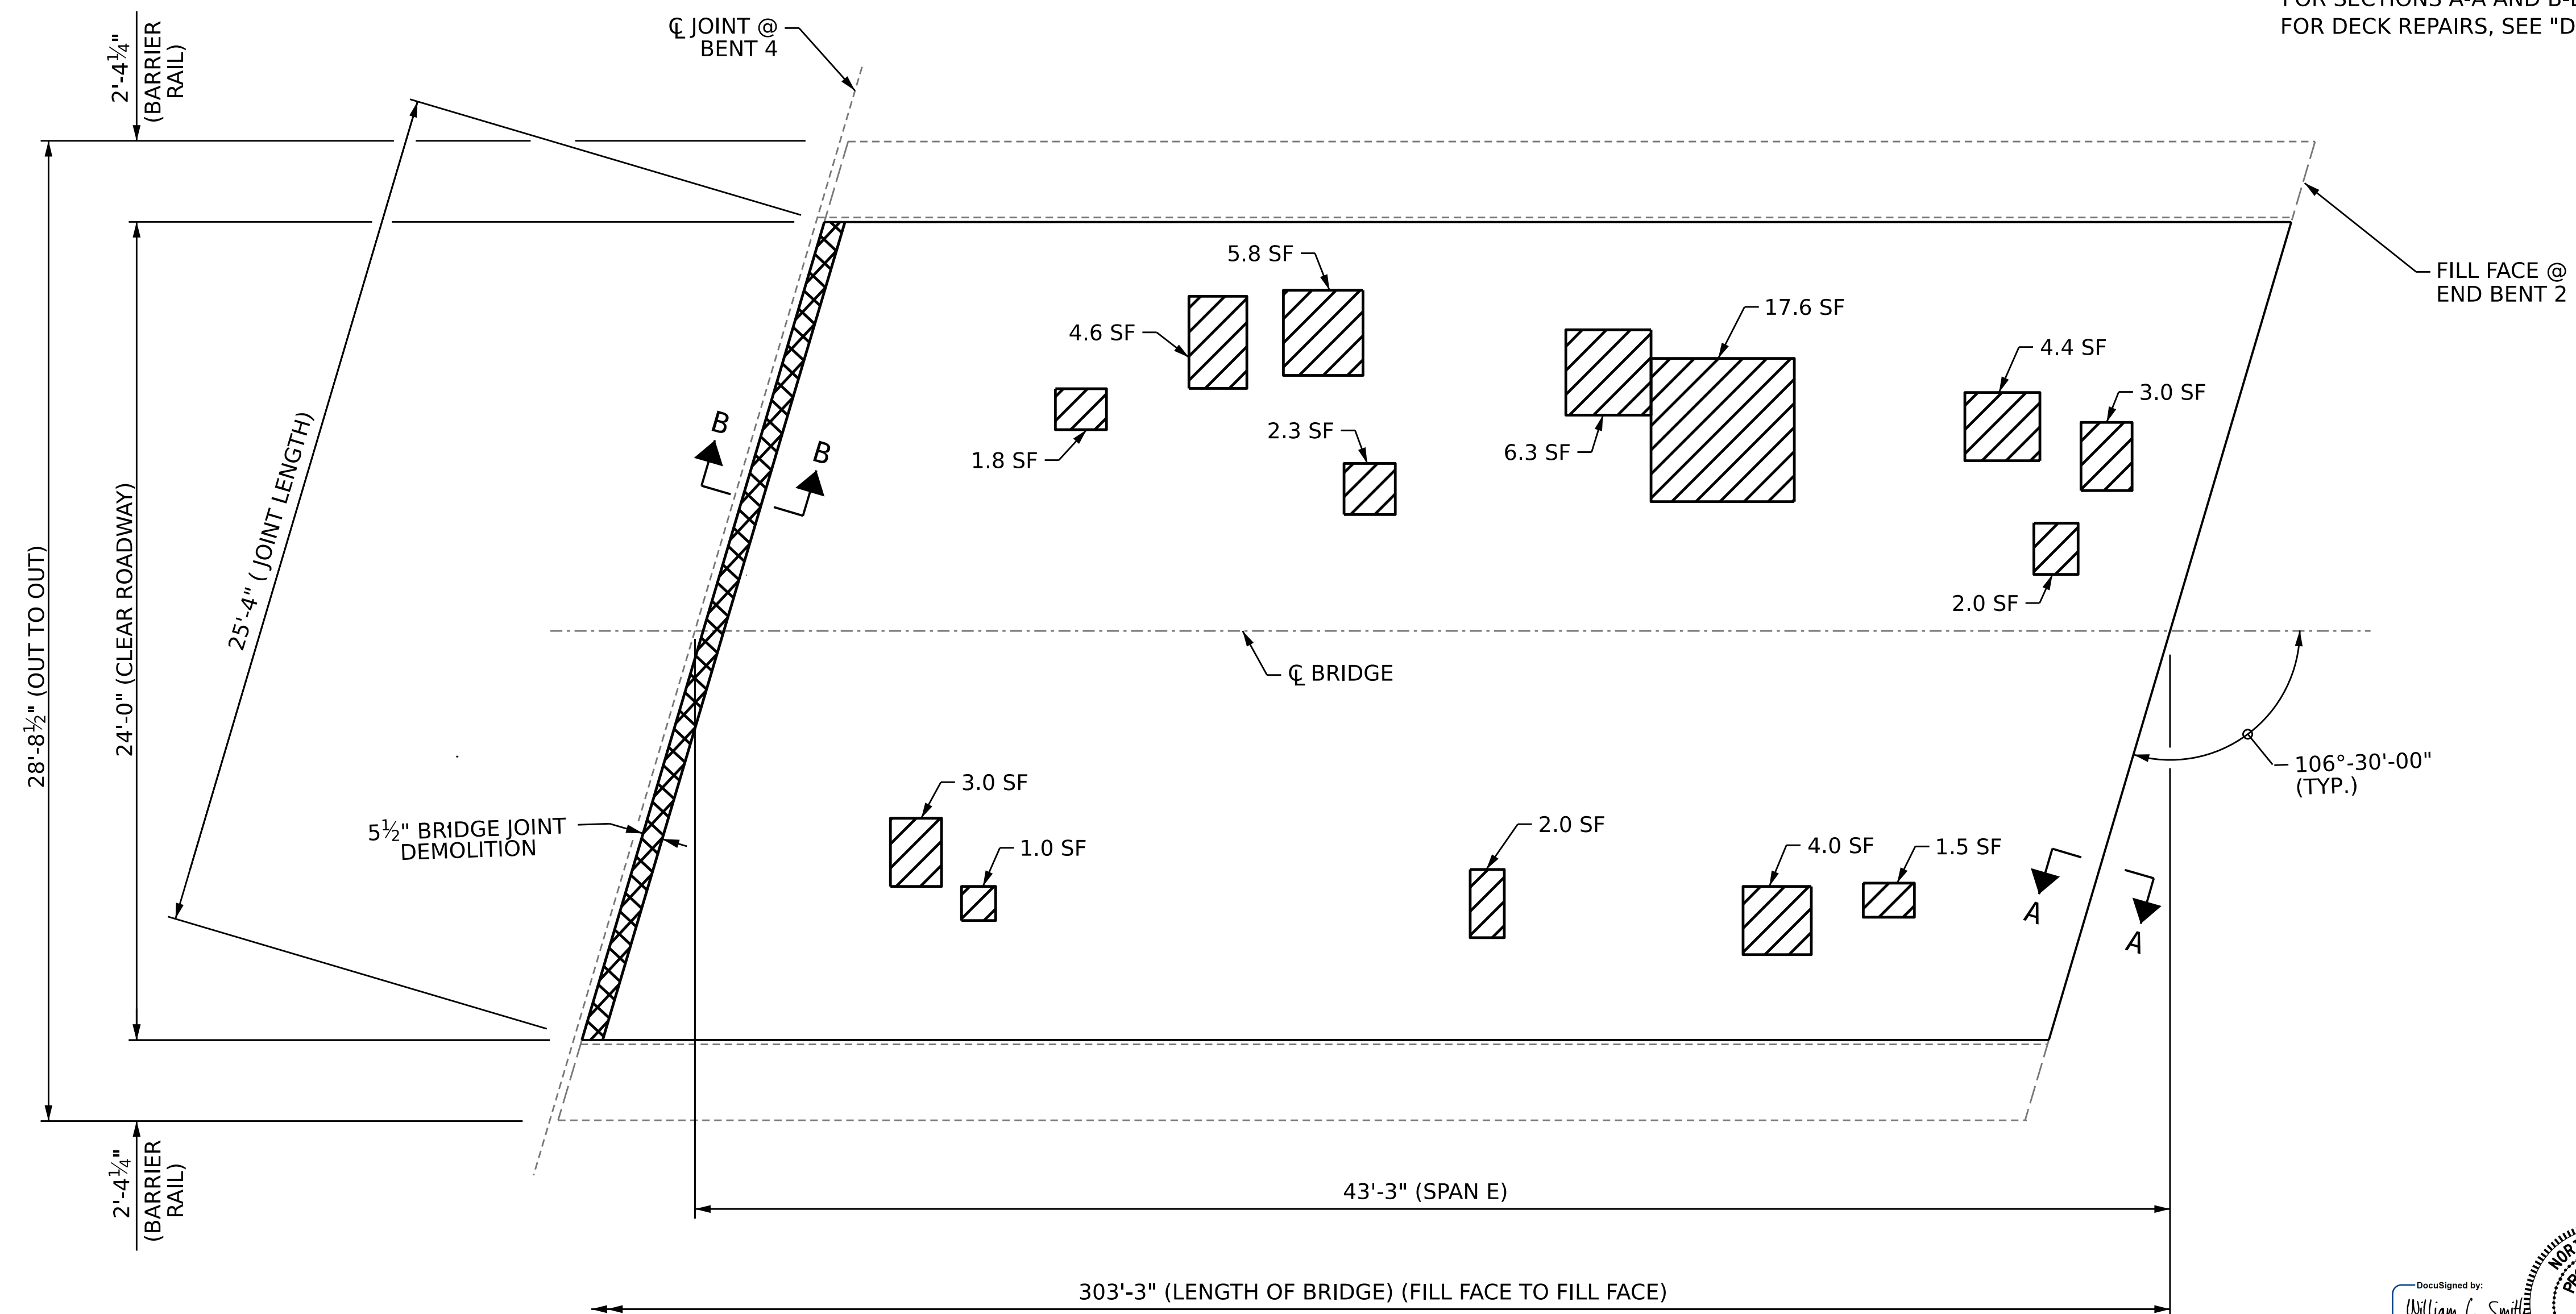 FOR DECK REPAIRS, SEE "D
2'-4¼"
(BARRIER
RAIL)
℄ JOINT @
BENT 4
FILL FACE @
END BENT 2
5.8 SF
17.6 SF
4.6 SF
4.4 SF
3.0 SF
2.3 SF
6.3 SF
1.8 SF
B
B
2.0 SF
25'-4" ( JOINT LENGTH)
28'-8½" (OUT TO OUT)
24'-0" (CLEAR ROADWAY)
℄ BRIDGE
106°-30'-00"
(TYP.)
5½" BRIDGE JOINT
DEMOLITION
3.0 SF
1.0 SF
2.0 SF
4.0 SF
1.5 SF
A
A
2'-4¼"
(BARRIER
RAIL)
43'-3" (SPAN E)
303'-3" (LENGTH OF BRIDGE) (FILL FACE TO FILL FACE)
DocuSigned by:
William C. Smith